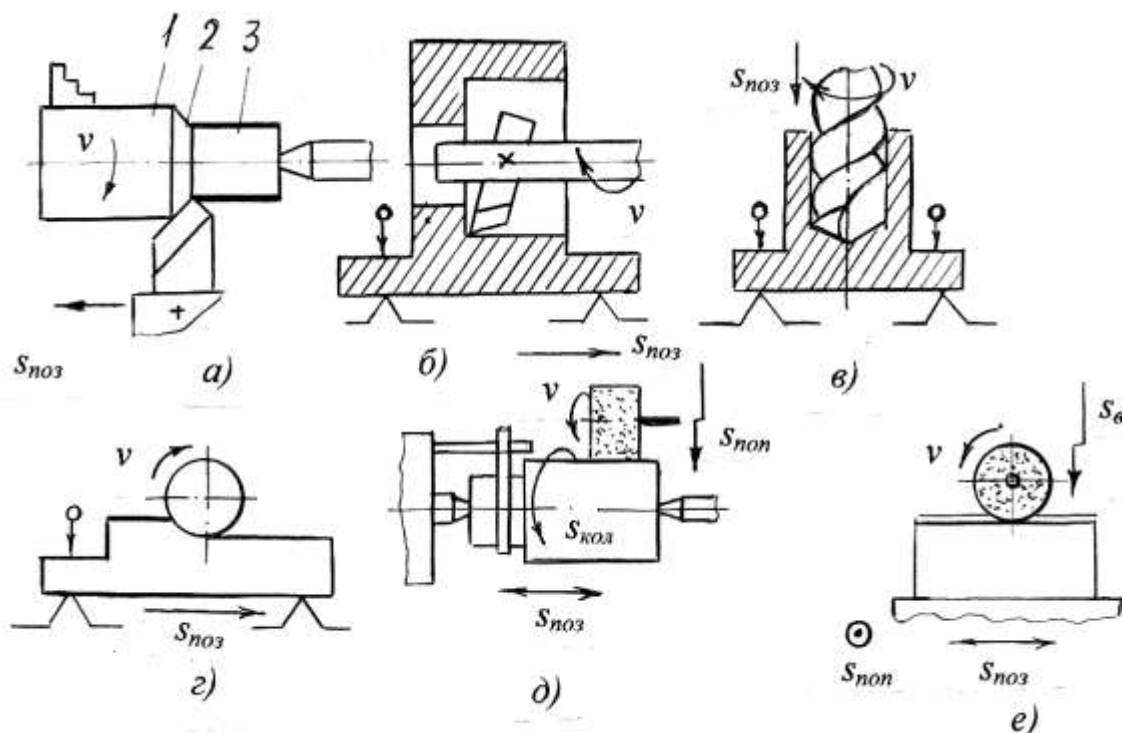 1 2 3
v
v
sпоз
v
sпоз
а)
б)
sпоз
в)
v
sпоз
г)
v
sпоп
sкол
sпоз
д)
v
sв
sпоп
sпоз
е)